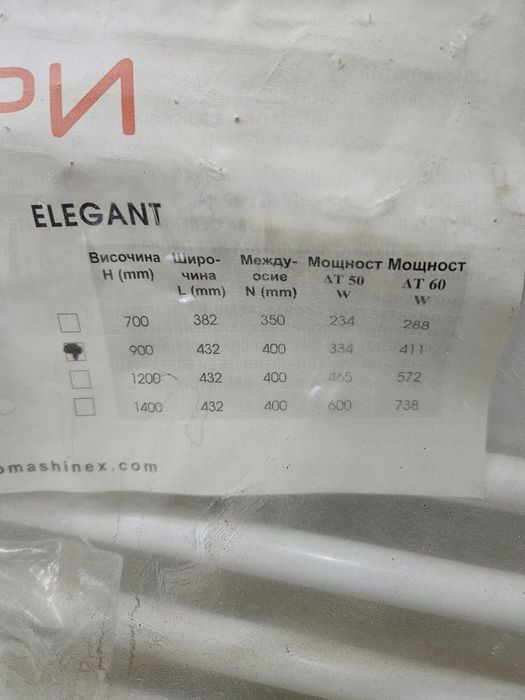 РИ
ELEGANT
Височина Широ- Между- Мощност Мощност
H (mm) чина осие ΔT 50 ΔT 60
L (mm) N (mm) W W
700 382 350 234 288
900 432 400 334 411
1200 432 400 465 572
1400 432 400 600 738
omashinex.com